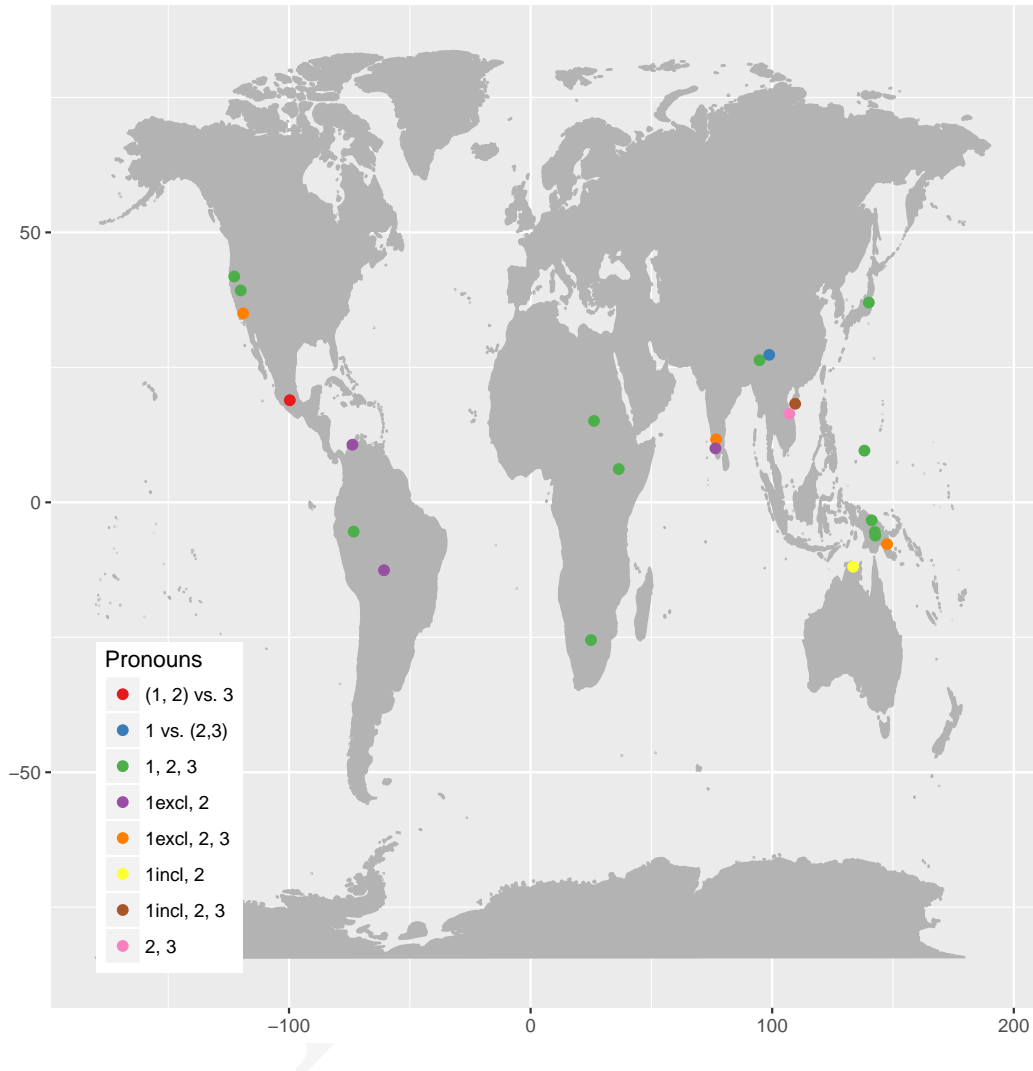 50
0
−50
Pronouns
(1, 2) vs. 3
1 vs. (2,3)
1, 2, 3
1excl, 2
1excl, 2, 3
1incl, 2
1incl, 2, 3
2, 3
−100
0
100
200